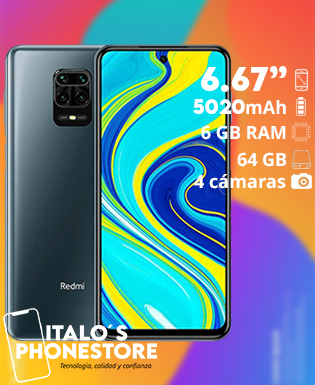 6.67”
5020mAh
6 GB RAM
64 GB
4 cámaras
Redmi
ITALO´S
PHONESTORE
Tecnología, calidad y confianza